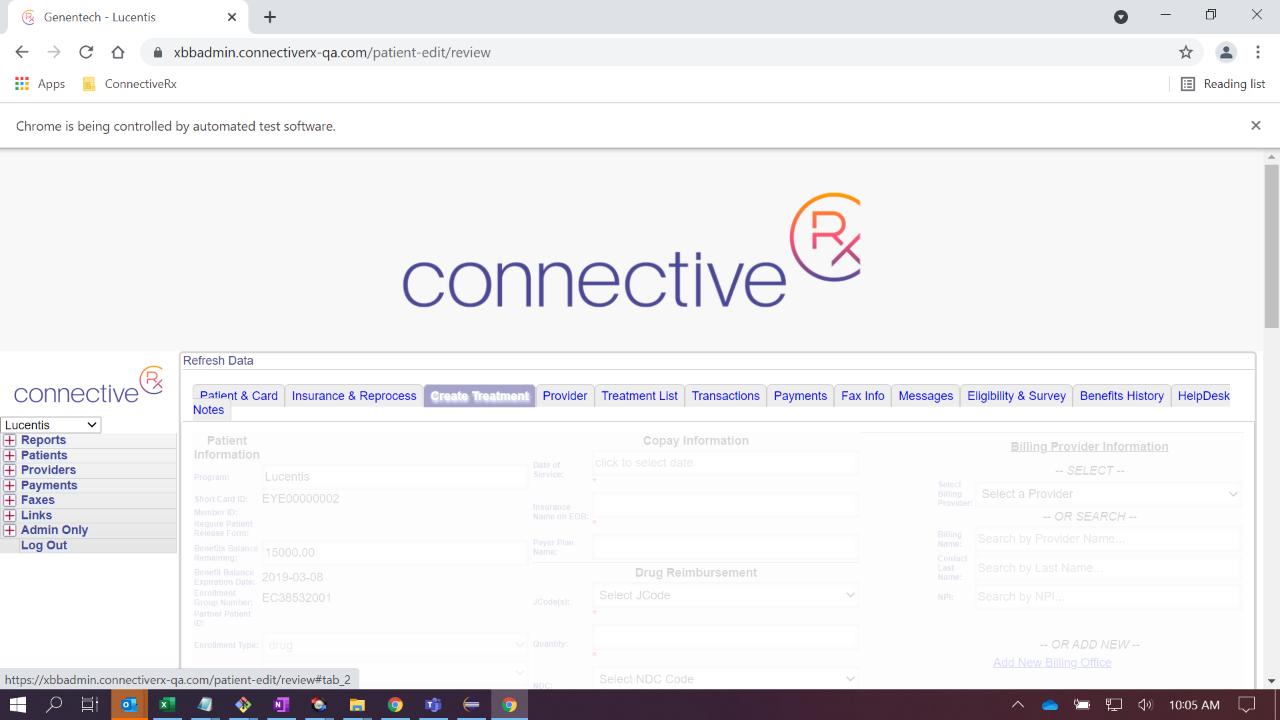 Genentech - Lucentis
xbbadmin.connectiverx-qa.com/patient-edit/review
Apps
ConnectiveRx
Reading list
Chrome is being controlled by automated test software.
connective Rx
connective Rx
Lucentis
Reports
Patients
Providers
Payments
Faxes
Links
Admin Only
Log Out
Refresh Data
Patient & Card
Insurance & Reprocess
Create Treatment
Provider
Treatment List
Transactions
Payments
Fax Info
Messages
Eligibility & Survey
Benefits History
HelpDesk
Notes
Patient
Information
Program: Lucentis
Short Card ID: EYE00000002
Member ID:
Require Patient
Release Form:
Benefits Balance
Remaining: 15000.00
Benefit Balance
Expiration Date: 2019-03-08
Enrollment
Group Number: EC38532001
Partner Patient
ID:
Enrollment Type: drug
Copay Information
Date of
Service: click to select date
*
Insurance
Name on EOB:
*
Payer Plan
Name:
Drug Reimbursement
JCode(s): Select JCode
*
Quantity:
*
NDC: Select NDC Code
Billing Provider Information
-- SELECT --
Select
Billing
Provider: Select a Provider
-- OR SEARCH --
Billing
Name: Search by Provider Name...
Contact
Last
Name: Search by Last Name...
NPI: Search by NPI...
-- OR ADD NEW --
Add New Billing Office
https://xbbadmin.connectiverx-qa.com/patient-edit/review#tab_2
10:05 AM